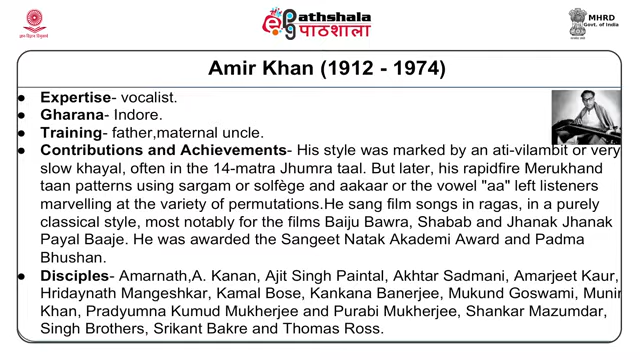 Pathshala
पाठशाला
MHRD
Govt. of India
Amir Khan (1912 - 1974)
● Expertise- vocalist.
● Gharana- Indore.
● Training- father,maternal uncle.
● Contributions and Achievements- His style was marked by an ati-vilambit or very
slow khayal, often in the 14-matra Jhumra taal. But later, his rapidfire Merukhand
taan patterns using sargam or solfège and aakaar or the vowel "aa" left listeners
marvelling at the variety of permutations.He sang film songs in ragas, in a purely
classical style, most notably for the films Baiju Bawra, Shabab and Jhanak Jhanak
Payal Baaje. He was awarded the Sangeet Natak Akademi Award and Padma
Bhushan.
● Disciples- Amarnath,A. Kanan, Ajit Singh Paintal, Akhtar Sadmani, Amarjeet Kaur,
Hridaynath Mangeshkar, Kamal Bose, Kankana Banerjee, Mukund Goswami, Munir
Khan, Pradyumna Kumud Mukherjee and Purabi Mukherjee, Shankar Mazumdar,
Singh Brothers, Srikant Bakre and Thomas Ross.